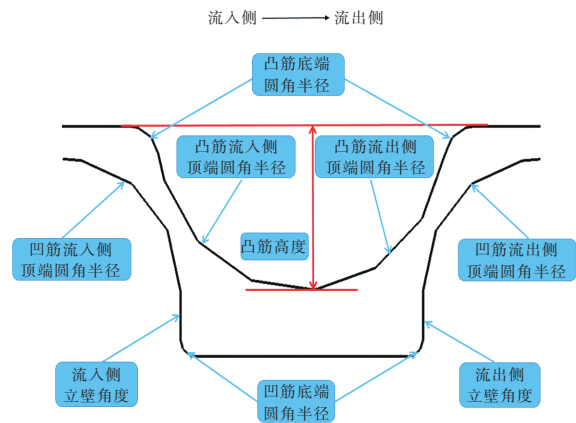 流入侧 流出侧
凸筋底端
圆角半径
凸筋流入侧
顶端圆角半径
凸筋流出侧
顶端圆角半径
凸筋高度
凹筋流入侧
顶端圆角半径
凹筋流出侧
顶端圆角半径
流入侧
立壁角度
凹筋底端
圆角半径
流出侧
立壁角度